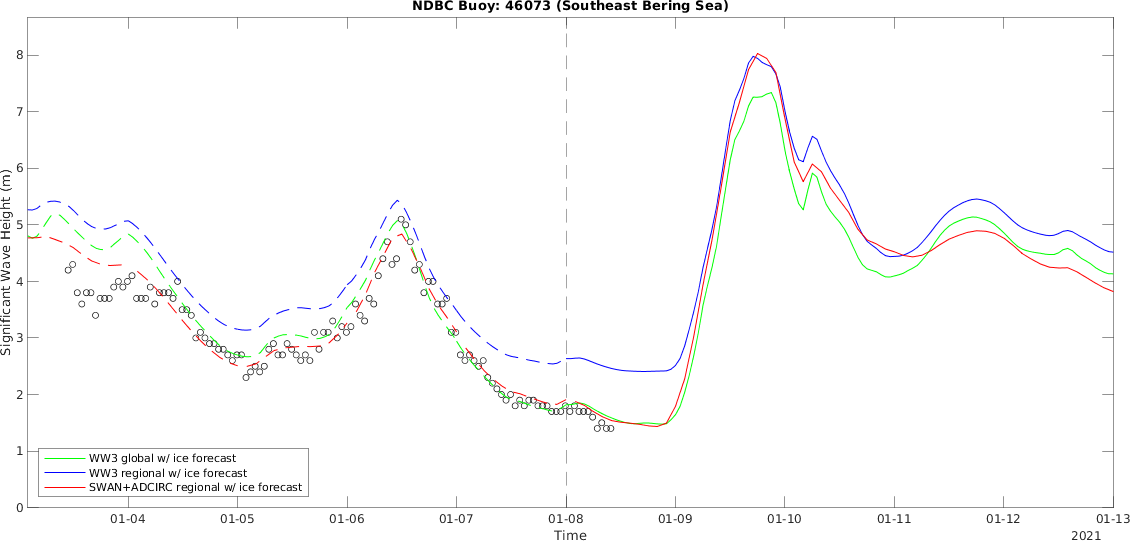 NDBC Buoy: 46073 (Southeast Bering Sea)
Significant Wave Height (m)
8
7
6
5
4
3
2
1
0
WW3 global w/ ice forecast
WW3 regional w/ ice forecast
SWAN+ADCIRC regional w/ ice forecast
01-04 01-05 01-06 01-07 01-08 01-09 01-10 01-11 01-12 01-13
Time
2021